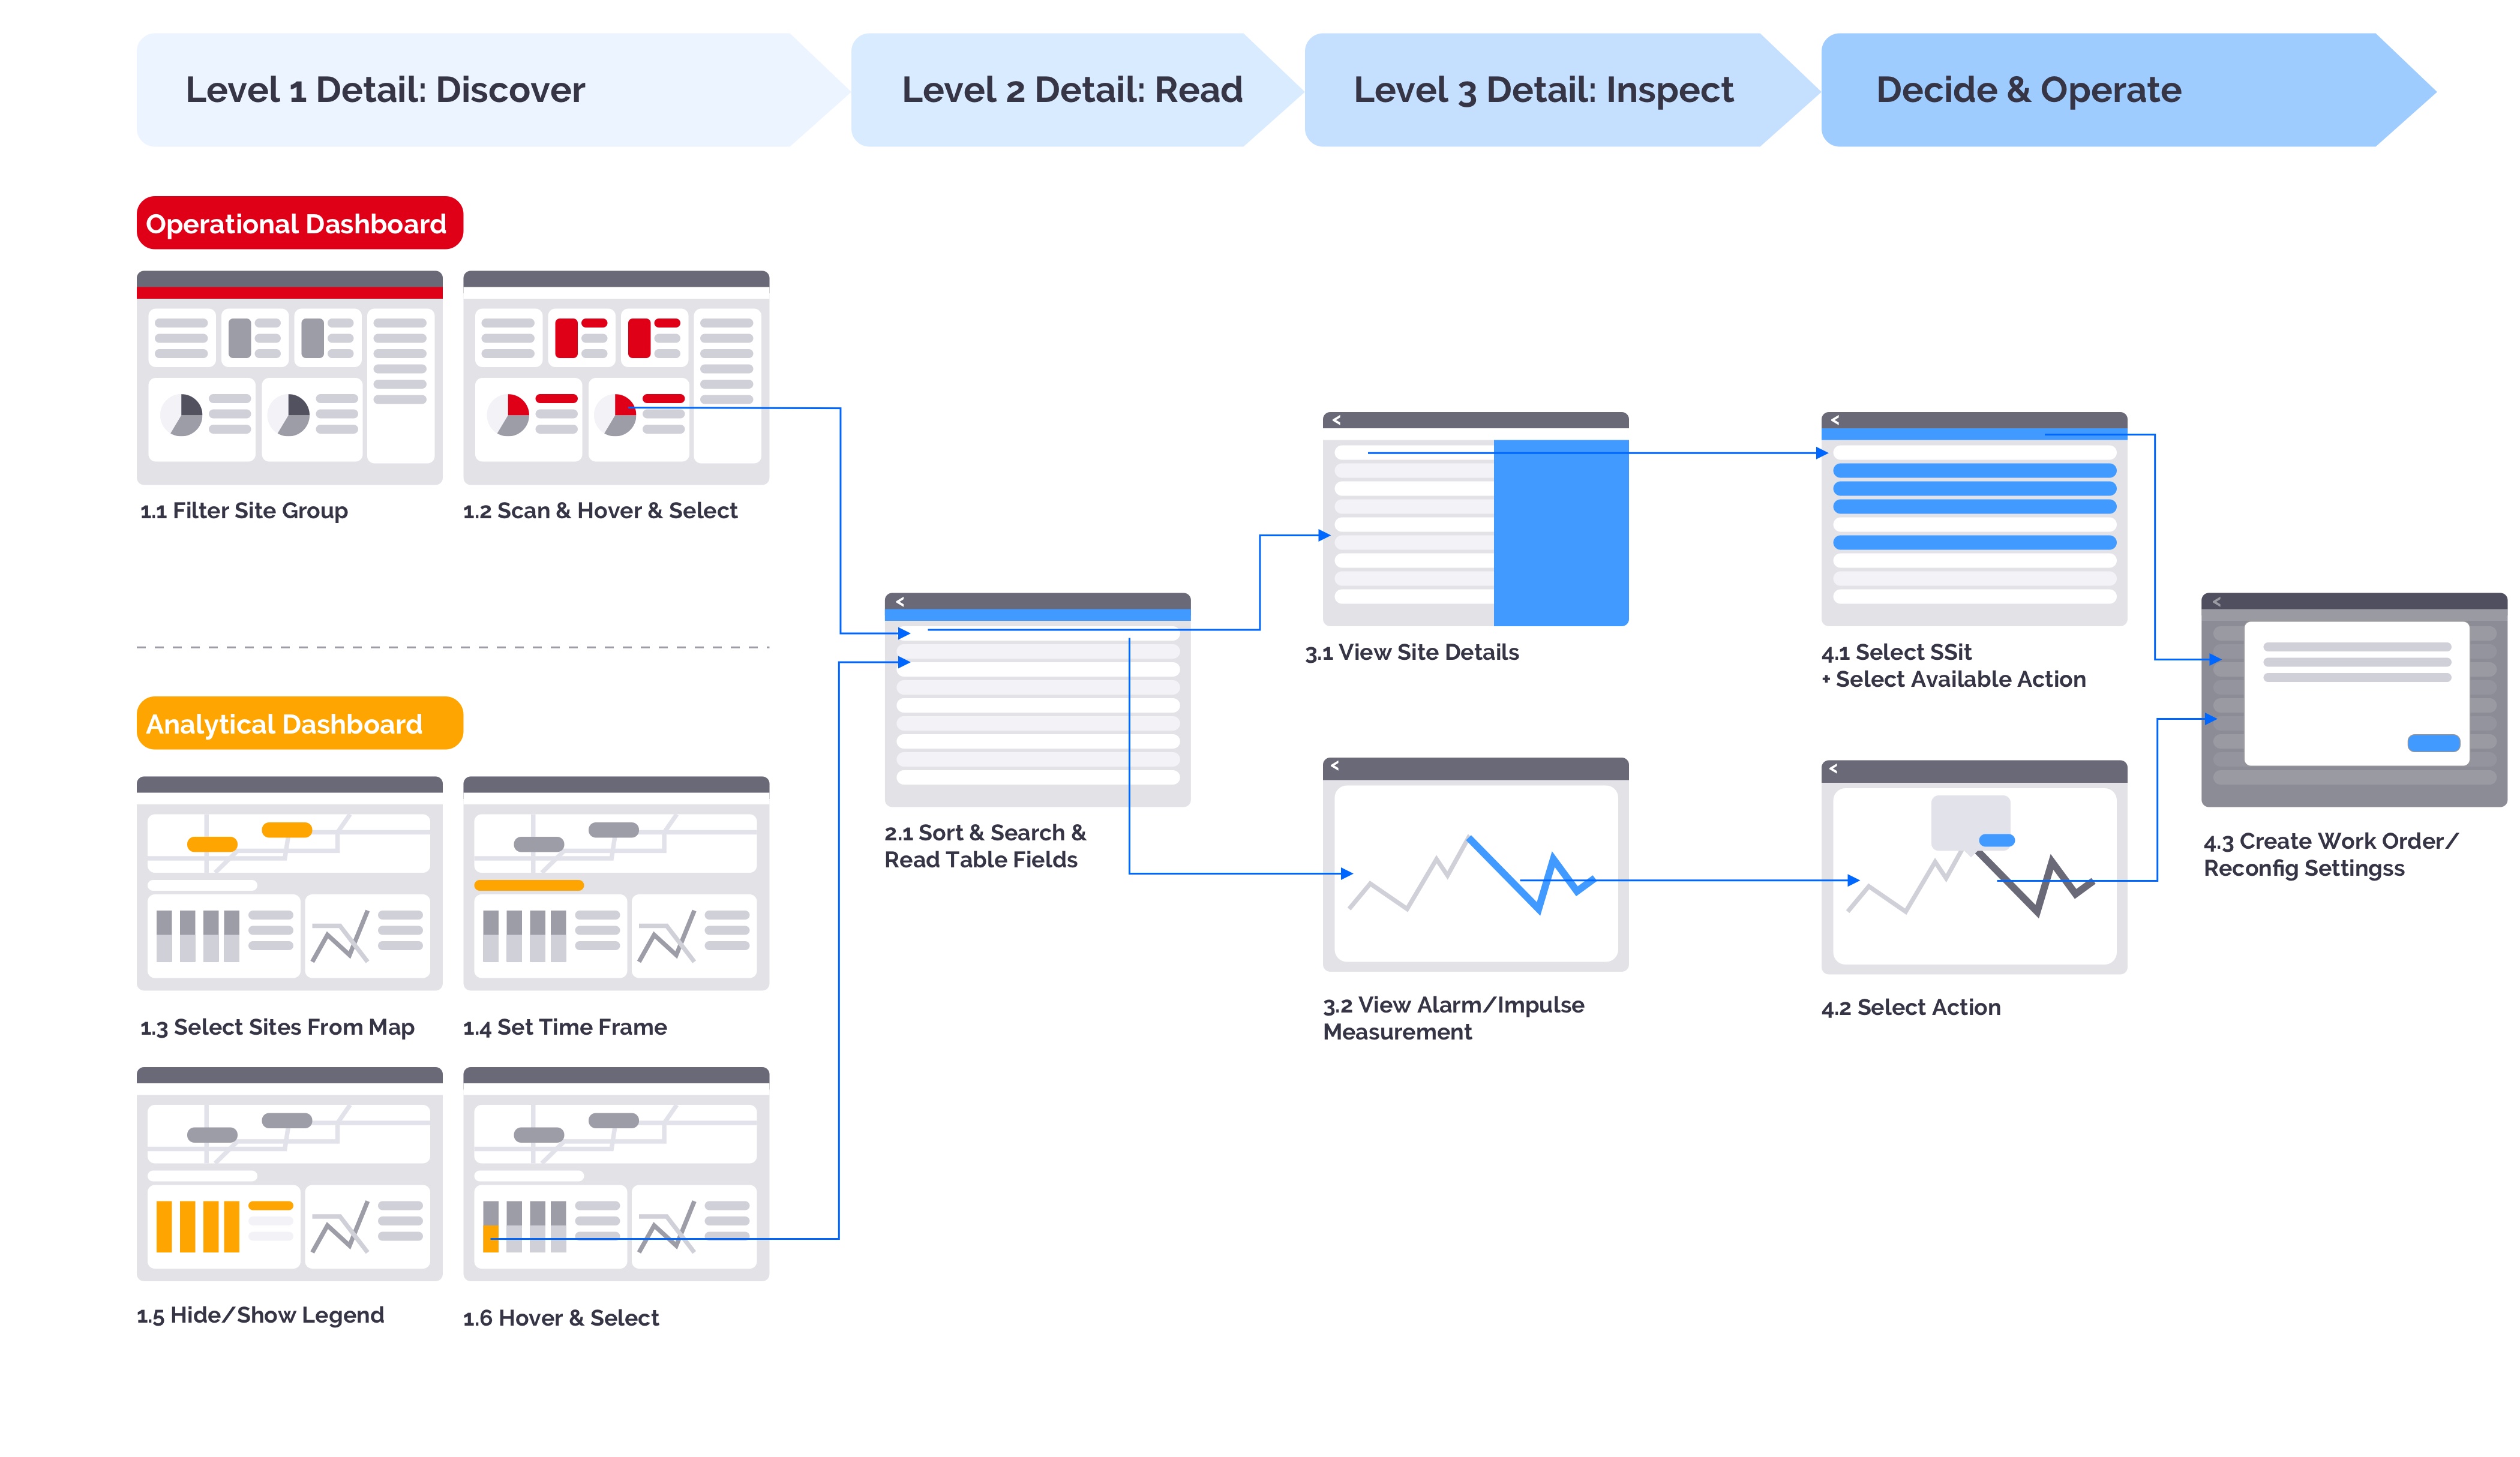 Level 1 Detail: Discover
Level 2 Detail: Read
Level 3 Detail: Inspect
Decide & Operate
Operational Dashboard
1.1 Filter Site Group
1.2 Scan & Hover & Select
Analytical Dashboard
1.3 Select Sites From Map
1.4 Set Time Frame
1.5 Hide/Show Legend
1.6 Hover & Select
2.1 Sort & Search &
Read Table Fields
3.1 View Site Details
3.2 View Alarm/Impulse
Measurement
4.1 Select SSit
+ Select Available Action
4.2 Select Action
4.3 Create Work Order/
Reconfig Settingss